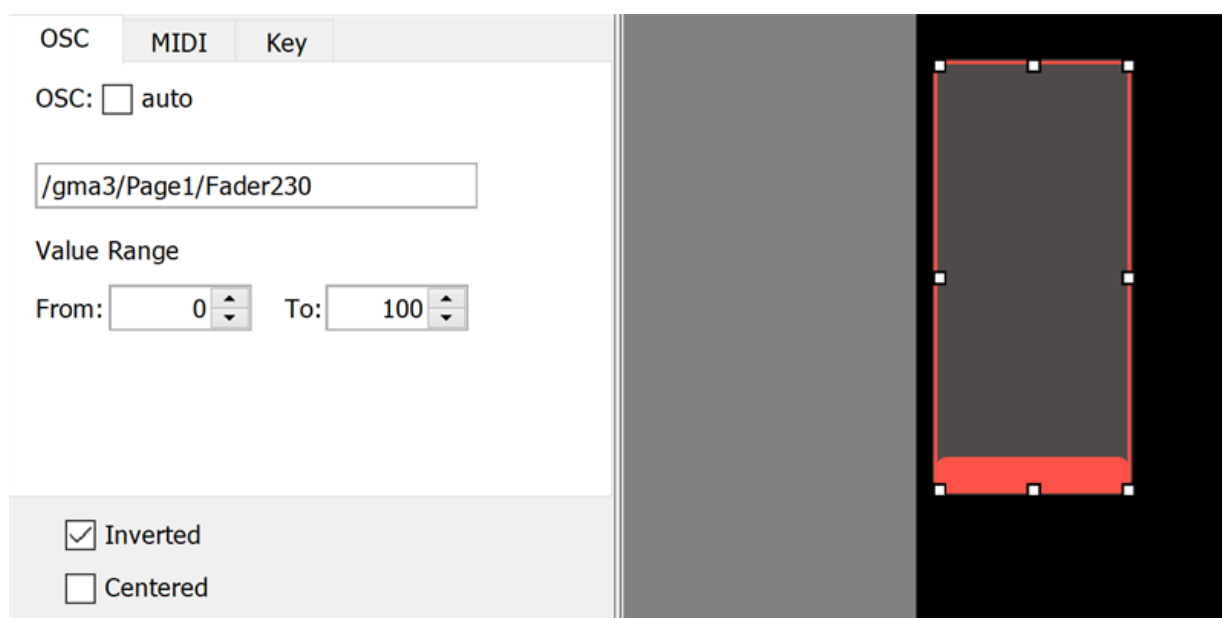 OSC MIDI Key
OSC: auto
/gma3/Page1/Fader230
Value Range
From: 0 To: 100
Inverted
Centered